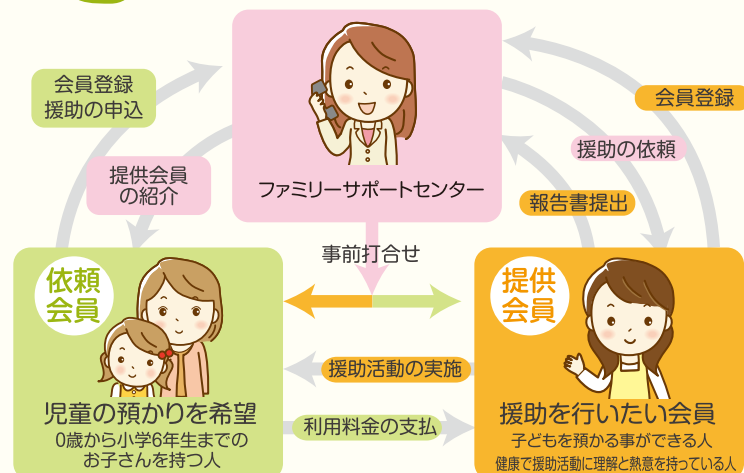 会員登録
援助の申込
提供会員
の紹介
ファミリーサポートセンター
会員登録
援助の依頼
報告書提出
事前打合せ
依頼
会員
提供
会員
援助活動の実施
利用料金の支払
児童の預かりを希望
0歳から小学6年生までの
お子さんを持つ人
援助を行いたい会員
子どもを預かる事ができる人
健康で援助活動に理解と熱意を持っている人